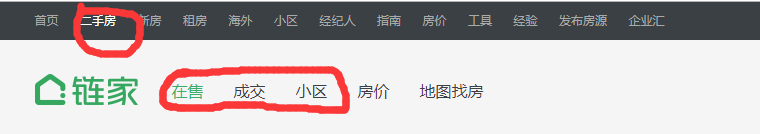 首页 二手房 新房 租房 海外 小区 经纪人 指南 房价 工具 经验 发布房源 企业汇
链家 在售 成交 小区 房价 地图找房